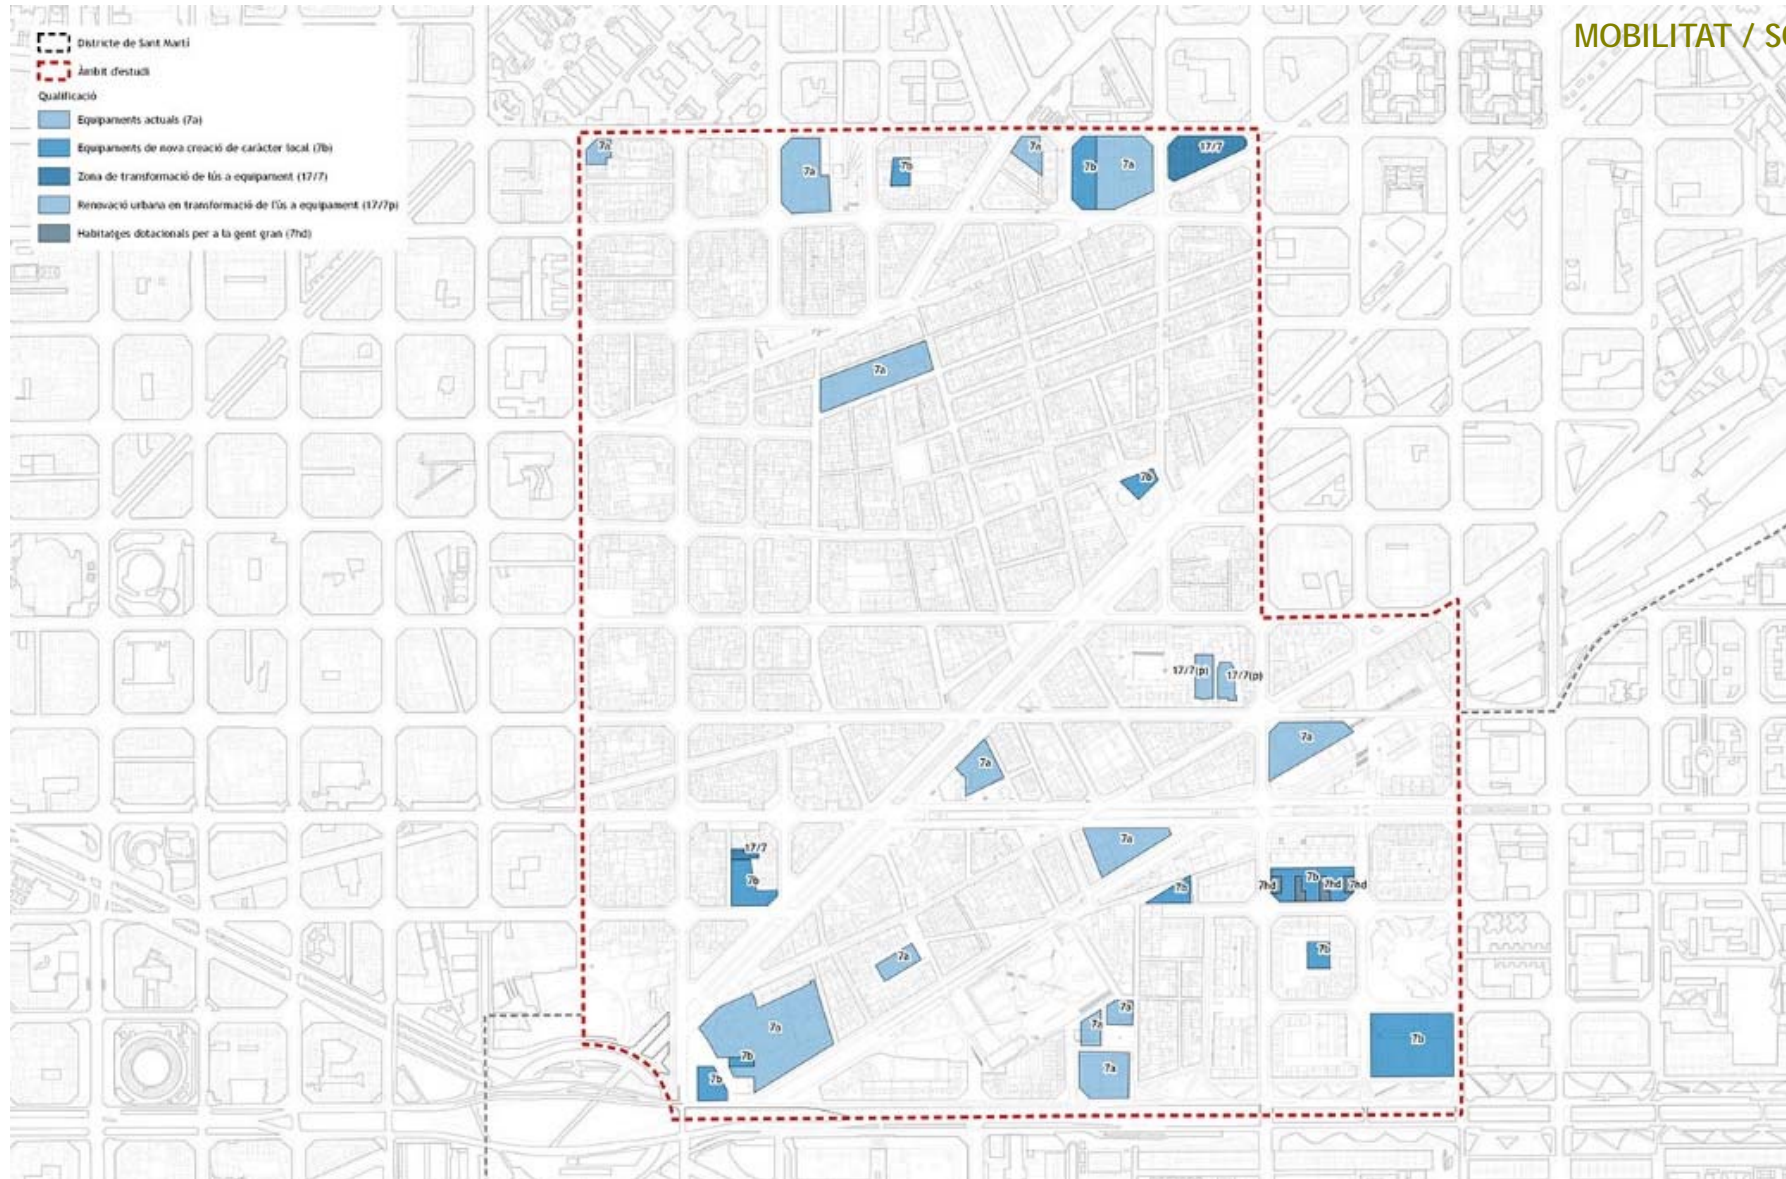 MOBILITAT / SO
Districte de Sant Martí
Àmbit d'estudi
Qualificació
Equipaments actuals (7a)
Equipaments de nova creació de caràcter local (7b)
Zona de transformació de l'ús a equipament (17/7)
Renovació urbana en transformació de l'ús a equipament (17/7p)
Habitatges dotacionals per a la gent gran (7hd)
7a
7a
7b
7a
7b
7a
17/7
7a
7b
17/7(p)
17/7(p)
7a
7a
7a
17/7
7b
7b
7hd
7b
7hd
7hd
7a
7b
7a
7a
7a
7b
7b
7b
7a